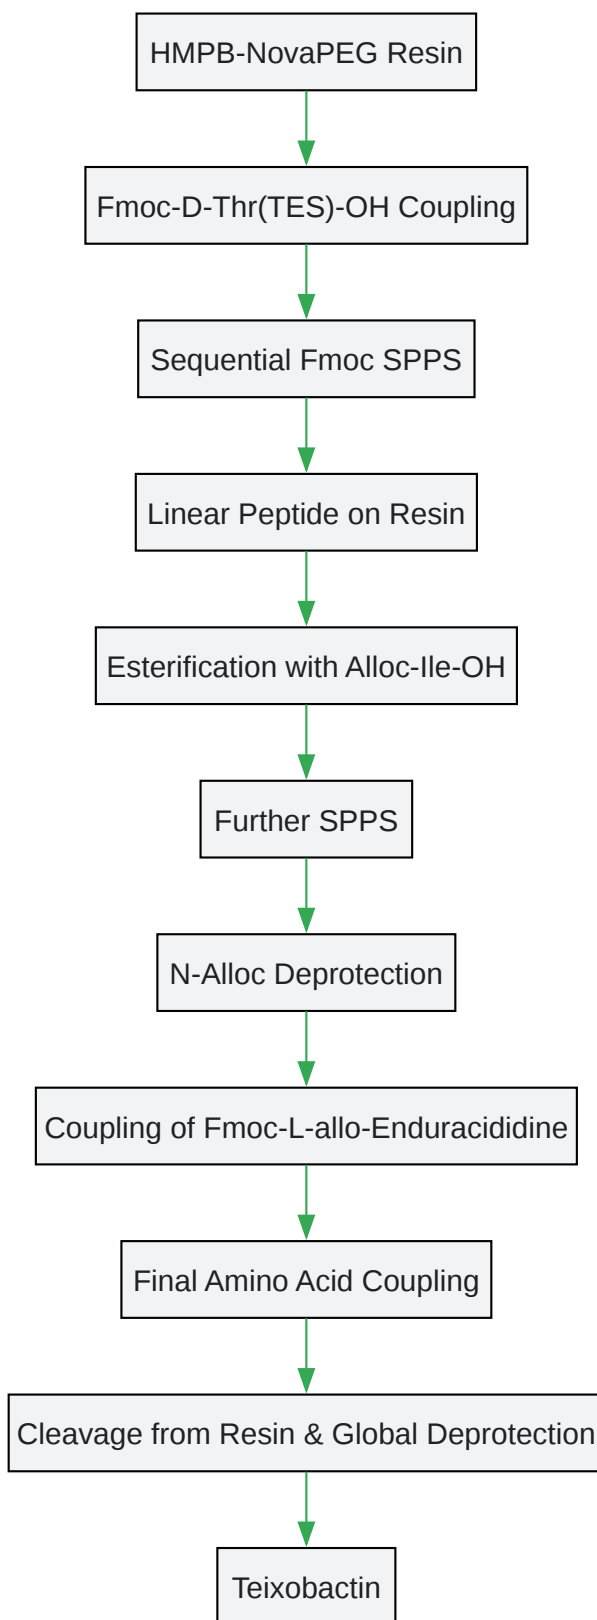 HMPB-NovaPEG Resin
Fmoc-D-Thr(TES)-OH Coupling
Sequential Fmoc SPPS
Linear Peptide on Resin
Esterification with Alloc-Ile-OH
Further SPPS
N-Alloc Deprotection
Coupling of Fmoc-L-allo-Enduracididine
Final Amino Acid Coupling
Cleavage from Resin & Global Deprotection
Teixobactin